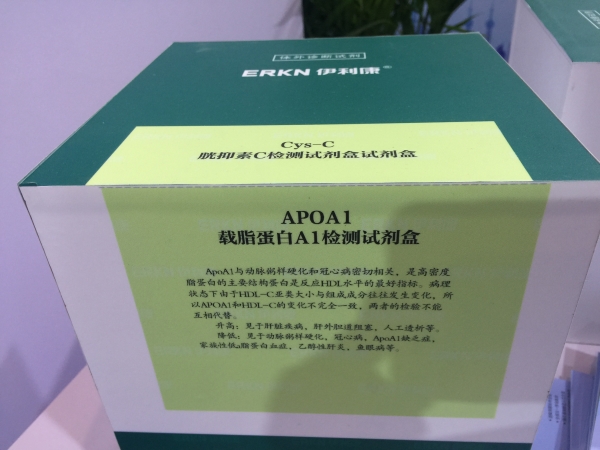 体外诊断试剂
ERKN 伊利康®
Cys-C
胱抑素C检测试剂盒试剂盒
APOA1
载脂蛋白A1检测试剂盒
ApoA1与动脉粥样硬化和冠心病密切相关，是高密度
脂蛋白的主要结构蛋白是反应HDL水平的最好指标。病理
状态下由于HDL-C亚类大小与组成成分往往发生变化，所
以APOA1和HDL-C的变化不完全一致，两者的检验不能
互相代替。
升高：见于肝脏疾病，肝外胆道阻塞，人工透析等。
降低：见于动脉粥样硬化，冠心病，ApoA1缺乏症，
家族性低α脂蛋白血症，乙醇性肝炎，鱼眼病等。